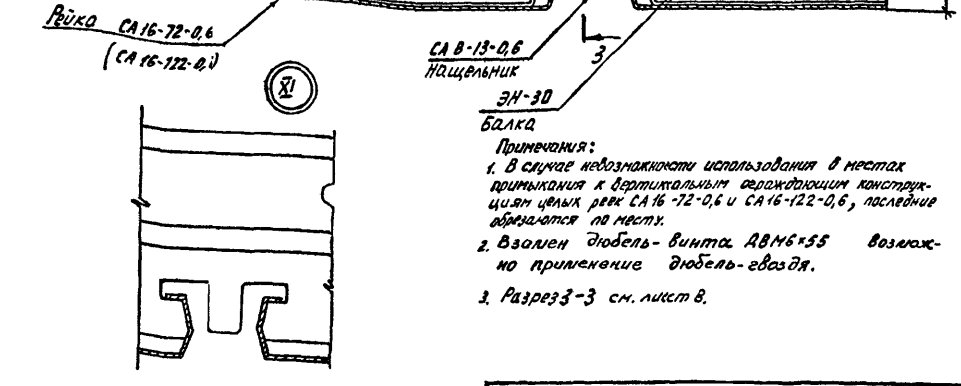 Рейка СА 16-72-0,6
(СА 16-122-0,6)
СА 8-13-0,6
Нащельник
3
XI
ЭН-30
Балка
Примечания:
1. В случае невозможности использования в местах
примыкания к вертикальным ограждающим конструк-
циям целых реек СА 16-72-0,6 и СА 16-122-0,6, последние
обрезаются по месту.
2. Взамен дюбель-винта ДВМ6×55 возмож-
но применение дюбель-гвоздя.
3. Разрез 3-3 см. лист 8.